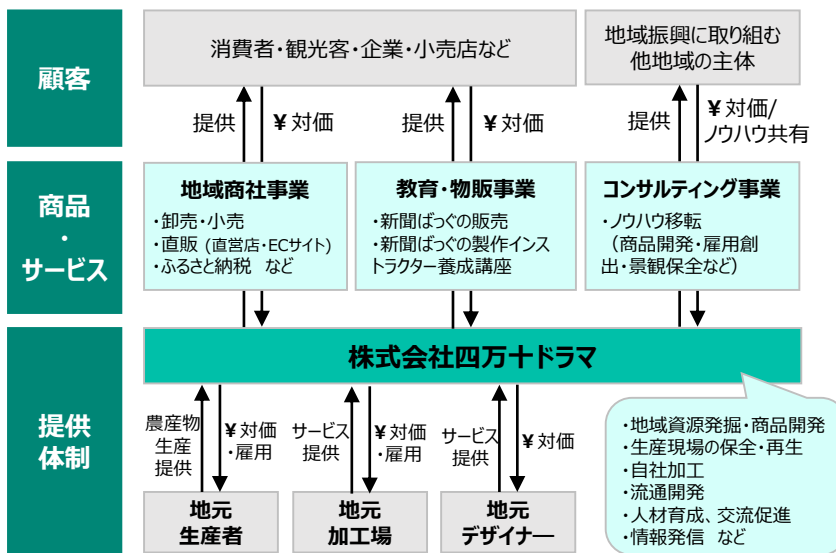 顧客
消費者・観光客・企業・小売店など
地域振興に取り組む
他地域の主体
提供
¥ 対価
提供
¥ 対価
提供
¥ 対価/
ノウハウ共有
商品
・
サービス
地域商社事業
・卸売・小売
・直販 (直営店・ECサイト)
・ふるさと納税 など
教育・物販事業
・新聞ばっぐの販売
・新聞ばっぐの製作インス
トラクター養成講座
コンサルティング事業
・ノウハウ移転
（商品開発・雇用創
出・景観保全など）
提供
体制
株式会社四万十ドラマ
農産物
生産
提供
¥ 対価
・雇用
サービス
提供
¥ 対価
・雇用
サービス
提供
¥ 対価
地元
生産者
地元
加工場
地元
デザイナー
・地域資源発掘・商品開発
・生産現場の保全・再生
・自社加工
・流通開発
・人材育成、交流促進
・情報発信 など